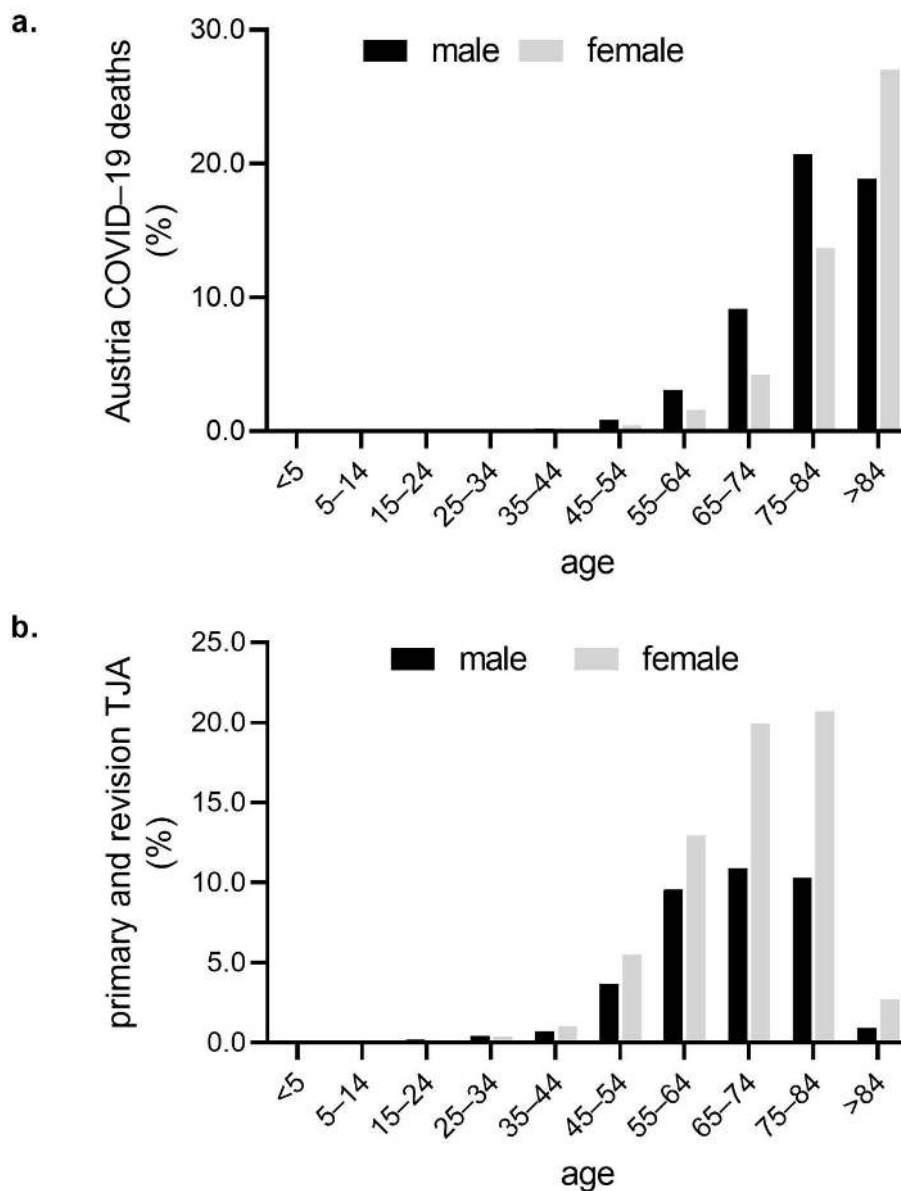 a.
Austria COVID–19 deaths
(%)
30.0
20.0
10.0
0.0
male female
<5 5–14 15–24 25–34 35–44 45–54 55–64 65–74 75–84 >84
age
b.
primary and revision TJA
(%)
25.0
20.0
15.0
10.0
5.0
0.0
male female
<5 5–14 15–24 25–34 35–44 45–54 55–64 65–74 75–84 >84
age